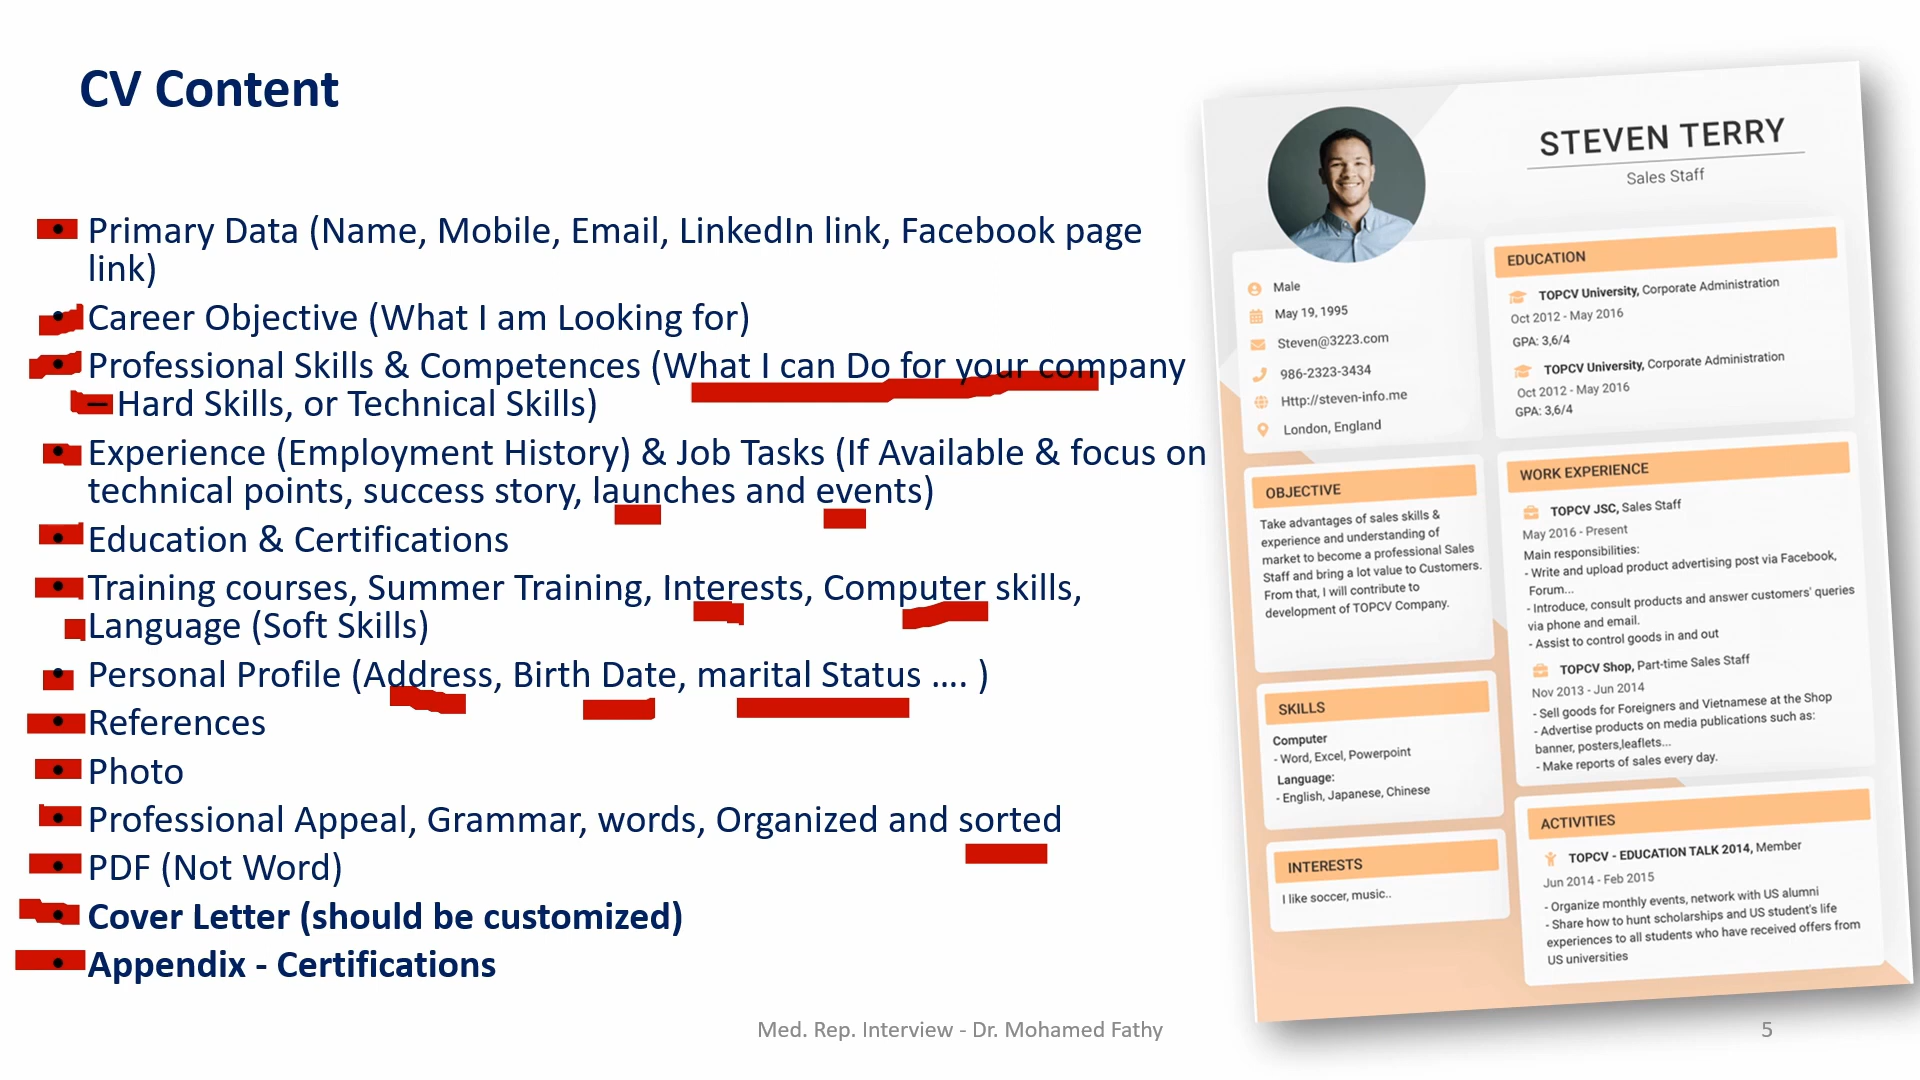 CV Content
• Primary Data (Name, Mobile, Email, LinkedIn link, Facebook page
link)
• Career Objective (What I am Looking for)
• Professional Skills & Competences (What I can Do for your company
– Hard Skills, or Technical Skills)
• Experience (Employment History) & Job Tasks (If Available & focus on
technical points, success story, launches and events)
• Education & Certifications
• Training courses, Summer Training, Interests, Computer skills,
Language (Soft Skills)
• Personal Profile (Address, Birth Date, marital Status .... )
• References
• Photo
• Professional Appeal, Grammar, words, Organized and sorted
• PDF (Not Word)
• Cover Letter (should be customized)
• Appendix - Certifications
STEVEN TERRY
Sales Staff
Male
May 19, 1995
Steven@3223.com
986-2323-3434
Http://steven-info.me
London, England
OBJECTIVE
Take advantages of sales skills &
experience and understanding of
market to become a professional Sales
Staff and bring a lot value to Customers.
From that, I will contribute to
development of TOPCV Company.
SKILLS
Computer
- Word, Excel, Powerpoint
Language:
- English, Japanese, Chinese
INTERESTS
I like soccer, music..
EDUCATION
TOPCV University, Corporate Administration
Oct 2012 - May 2016
GPA: 3,6/4
TOPCV University, Corporate Administration
Oct 2012 - May 2016
GPA: 3,6/4
WORK EXPERIENCE
TOPCV JSC, Sales Staff
May 2016 - Present
Main responsibilities:
- Write and upload product advertising post via Facebook,
Forum...
- Introduce, consult products and answer customers' queries
via phone and email.
- Assist to control goods in and out
TOPCV Shop, Part-time Sales Staff
Nov 2013 - Jun 2014
- Sell goods for Foreigners and Vietnamese at the Shop
- Advertise products on media publications such as:
banner, posters,leaflets...
- Make reports of sales every day.
ACTIVITIES
TOPCV - EDUCATION TALK 2014, Member
Jun 2014 - Feb 2015
- Organize monthly events, network with US alumni
- Share how to hunt scholarships and US student's life
experiences to all students who have received offers from
US universities
Med. Rep. Interview - Dr. Mohamed Fathy
5